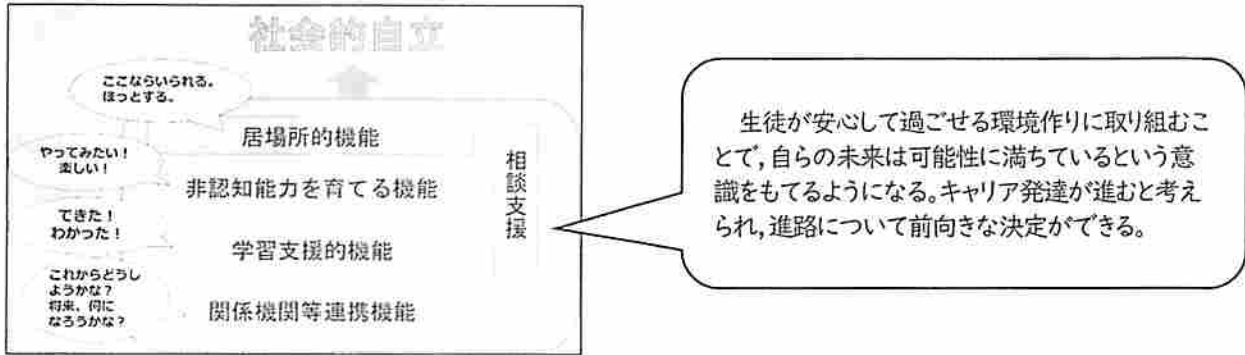 社会的自立
ここならいられる。
ほっとする。
居場所的機能
やってみたい！
楽しい！
非認知能力を育てる機能
できた！
わかった！
学習支援的機能
これからどうし
ようかな？
将来、何に
なろうかな？
関係機関等連携機能
相談支援
生徒が安心して過ごせる環境作りに取り組むこ
とで,自らの未来は可能性に満ちているという意
識をもてるようになる。キャリア発達が進むと考え
られ,進路について前向きな決定ができる。